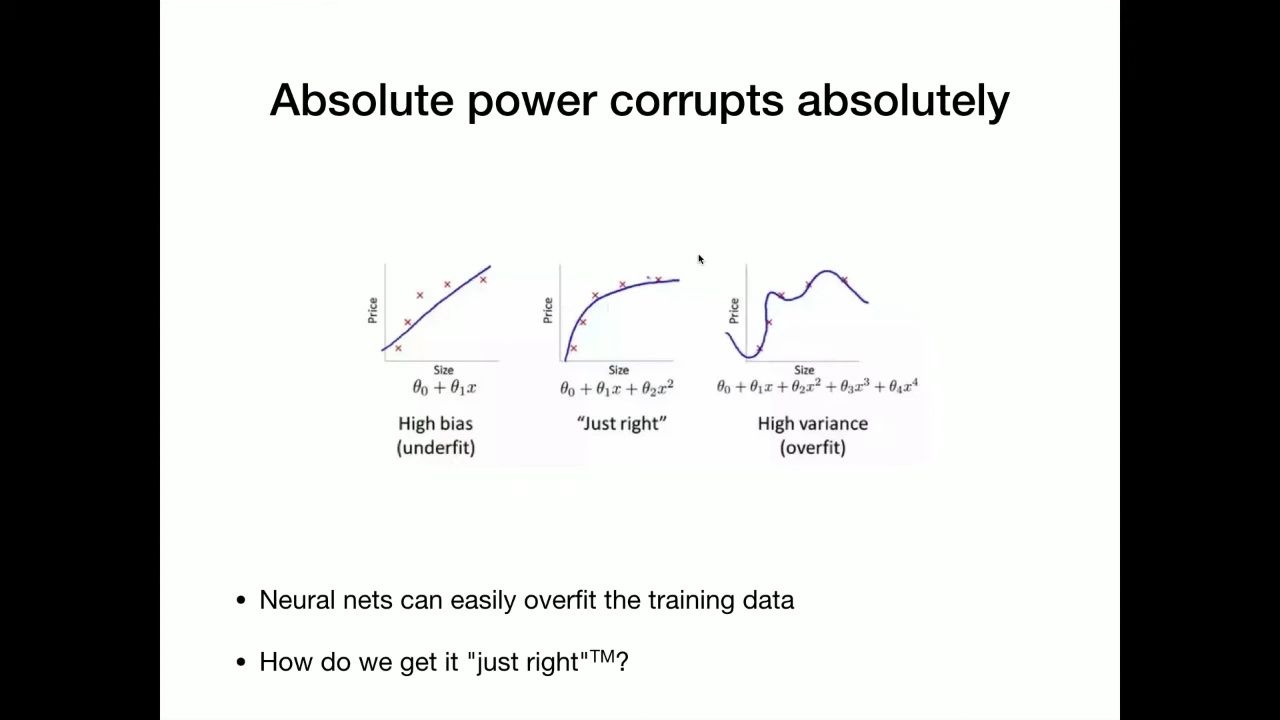 Absolute power corrupts absolutely
Price
Size
θ₀ + θ₁x
High bias
(underfit)
Price
Size
θ₀ + θ₁x + θ₂x²
“Just right”
Price
Size
θ₀ + θ₁x + θ₂x² + θ₃x³ + θ₄x⁴
High variance
(overfit)
• Neural nets can easily overfit the training data
• How do we get it "just right"™?